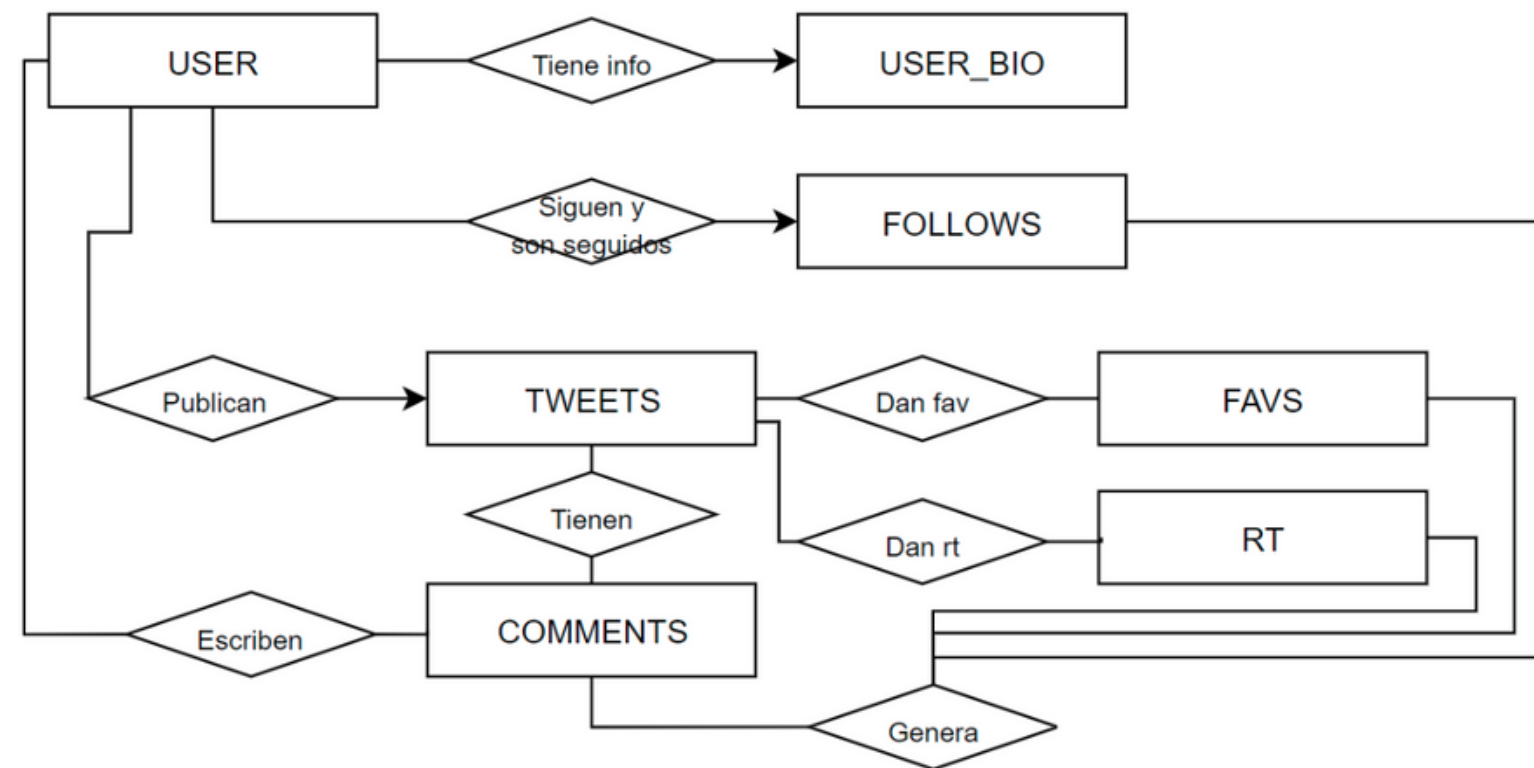 USER
Tiene info
USER_BIO
Siguen y
son seguidos
FOLLOWS
Publican
TWEETS
Dan fav
FAVS
Tienen
Dan rt
RT
Escriben
COMMENTS
Genera